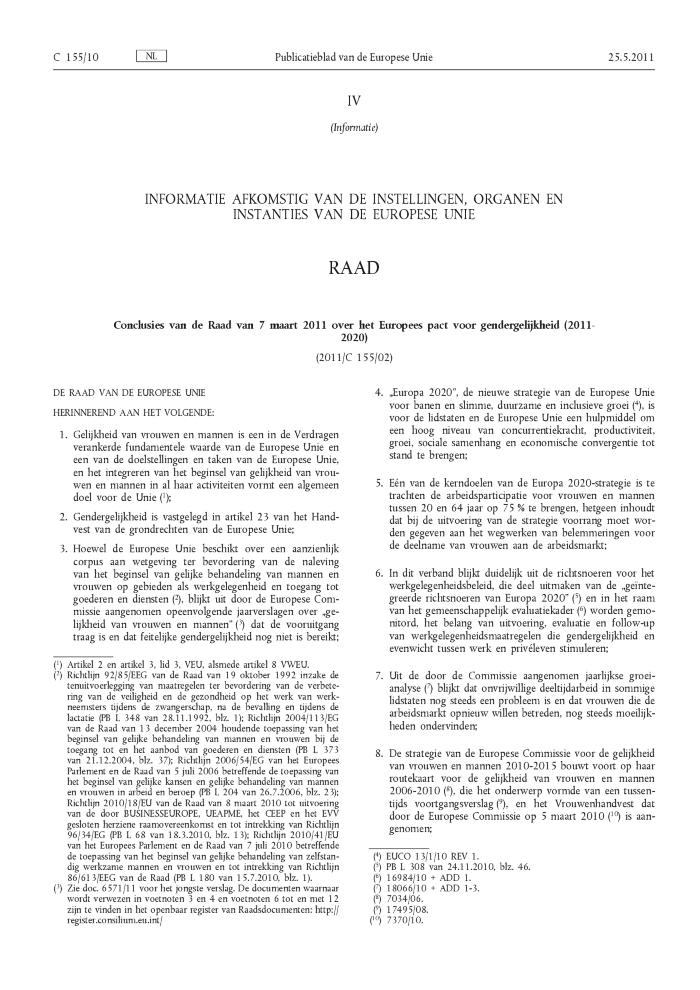 C 155/10
NL
Publicatieblad van de Europese Unie
25.5.2011
IV
(Informatie)
INFORMATIE AFKOMSTIG VAN DE INSTELLINGEN, ORGANEN EN
INSTANTIES VAN DE EUROPESE UNIE
RAAD
Conclusies van de Raad van 7 maart 2011 over het Europees pact voor gendergelijkheid (2011-
2020)
(2011/C 155/02)
DE RAAD VAN DE EUROPESE UNIE
HERINNEREND AAN HET VOLGENDE:
1. Gelijkheid van vrouwen en mannen is een in de Verdragen
verankerde fundamentele waarde van de Europese Unie en
een van de doelstellingen en taken van de Europese Unie,
en het integreren van het beginsel van gelijkheid van vrou-
wen en mannen in al haar activiteiten vormt een algemeen
doel voor de Unie (1);
2. Gendergelijkheid is vastgelegd in artikel 23 van het Hand-
vest van de grondrechten van de Europese Unie;
3. Hoewel de Europese Unie beschikt over een aanzienlijk
corpus aan wetgeving ter bevordering van de naleving
van het beginsel van gelijke behandeling van mannen en
vrouwen op gebieden als werkgelegenheid en toegang tot
goederen en diensten (2), blijkt uit door de Europese Com-
missie aangenomen opeenvolgende jaarverslagen over „ge-
lijkheid van vrouwen en mannen” (3) dat de vooruitgang
traag is en dat feitelijke gendergelijkheid nog niet is bereikt;
(1) Artikel 2 en artikel 3, lid 3, VEU, alsmede artikel 8 VWEU.
(2) Richtlijn 92/85/EEG van de Raad van 19 oktober 1992 inzake de
tenuitvoerlegging van maatregelen ter bevordering van de verbete-
ring van de veiligheid en de gezondheid op het werk van werk-
neemsters tijdens de zwangerschap, na de bevalling en tijdens de
lactatie (PB L 348 van 28.11.1992, blz. 1); Richtlijn 2004/113/EG
van de Raad van 13 december 2004 houdende toepassing van het
beginsel van gelijke behandeling van mannen en vrouwen bij de
toegang tot en het aanbod van goederen en diensten (PB L 373
van 21.12.2004, blz. 37); Richtlijn 2006/54/EG van het Europees
Parlement en de Raad van 5 juli 2006 betreffende de toepassing van
het beginsel van gelijke kansen en gelijke behandeling van mannen
en vrouwen in arbeid en beroep (PB L 204 van 26.7.2006, blz. 23);
Richtlijn 2010/18/EU van de Raad van 8 maart 2010 tot uitvoering
van de door BUSINESSEUROPE, UEAPME, het CEEP en het EVV
gesloten herziene raamovereenkomst en tot intrekking van Richtlijn
96/34/EG (PB L 68 van 18.3.2010, blz. 13); Richtlijn 2010/41/EU
van het Europees Parlement en de Raad van 7 juli 2010 betreffende
de toepassing van het beginsel van gelijke behandeling van zelfstan-
dig werkzame mannen en vrouwen en tot intrekking van Richtlijn
86/613/EEG van de Raad (PB L 180 van 15.7.2010, blz. 1).
(3) Zie doc. 6571/11 voor het jongste verslag. De documenten waarnaar
wordt verwezen in voetnoten 3 en 4 en voetnoten 6 tot en met 12
zijn te vinden in het openbaar register van Raadsdocumenten: http://
register.consilium.eu.int/
4. „Europa 2020”, de nieuwe strategie van de Europese Unie
voor banen en slimme, duurzame en inclusieve groei (4), is
voor de lidstaten en de Europese Unie een hulpmiddel om
een hoog niveau van concurrentiekracht, productiviteit,
groei, sociale samenhang en economische convergentie tot
stand te brengen;
5. Eén van de kerndoelen van de Europa 2020-strategie is te
trachten de arbeidsparticipatie voor vrouwen en mannen
tussen 20 en 64 jaar op 75 % te brengen, hetgeen inhoudt
dat bij de uitvoering van de strategie voorrang moet wor-
den gegeven aan het wegwerken van belemmeringen voor
de deelname van vrouwen aan de arbeidsmarkt;
6. In dit verband blijkt duidelijk uit de richtsnoeren voor het
werkgelegenheidsbeleid, die deel uitmaken van de „geïnte-
greerde richtsnoeren van Europa 2020” (5) en in het raam
van het gemeenschappelijk evaluatiekader (6) worden gemo-
nitord, het belang van uitvoering, evaluatie en follow-up
van werkgelegenheidsmaatregelen die gendergelijkheid en
evenwicht tussen werk en privéleven stimuleren;
7. Uit de door de Commissie aangenomen jaarlijkse groei-
analyse (7) blijkt dat onvrijwillige deeltijdarbeid in sommige
lidstaten nog steeds een probleem is en dat vrouwen die de
arbeidsmarkt opnieuw willen betreden, nog steeds moeilijk-
heden ondervinden;
8. De strategie van de Europese Commissie voor de gelijkheid
van vrouwen en mannen 2010-2015 bouwt voort op haar
routekaart voor de gelijkheid van vrouwen en mannen
2006-2010 (8), die het onderwerp vormde van een tussen-
tijds voortgangsverslag (9), en het Vrouwenhandvest dat
door de Europese Commissie op 5 maart 2010 (10) is aan-
genomen;
(4) EUCO 13/1/10 REV 1.
(5) PB L 308 van 24.11.2010, blz. 46.
(6) 16984/10 + ADD 1.
(7) 18066/10 + ADD 1-3.
(8) 7034/06.
(9) 17495/08.
(10) 7370/10.